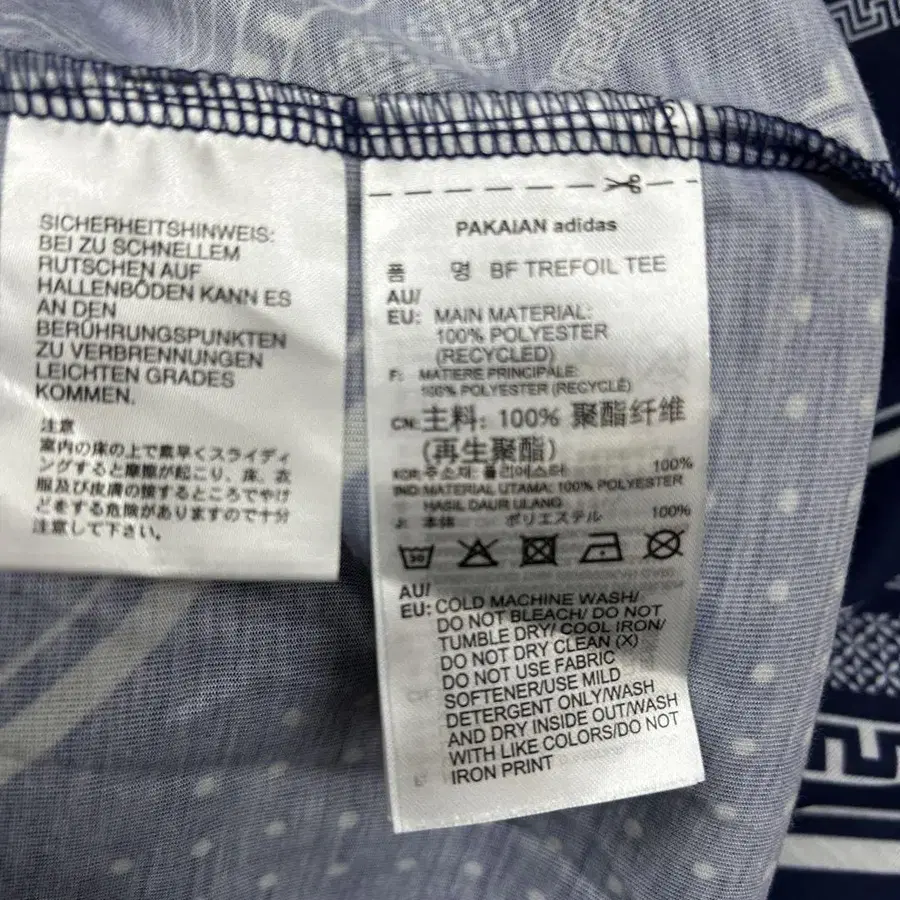 SICHERHEITSHINWEIS:
BEI ZU SCHNELLEM
RUTSCHEN AUF
HALLENBÖDEN KANN ES
AN DEN
BERÜHRUNGSPUNKTEN
ZU VERBRENNUNGEN
LEICHTEN GRADES
KOMMEN.
注意
室内の床の上で素早くスライディ
ングすると摩擦が起こり、床、衣
服及び皮膚の接するところでやけ
どをする危険がありますので十分
注意して下さい。
PAKAIAN adidas
품 명 BF TREFOIL TEE
AU/
EU: MAIN MATERIAL:
100% POLYESTER
(RECYCLED)
F: MATIERE PRINCIPALE:
100% POLYESTER (RECYCLÉ)
CN: 主料: 100% 聚酯纤维
(再生聚酯)
KOR: 주소재: 폴리에스터 100%
IND: MATERIAL UTAMA: 100% POLYESTER
HASIL DAUR ULANG
J: 本体 ポリエステル 100%
30
AU/
EU: COLD MACHINE WASH/
DO NOT BLEACH/ DO NOT
TUMBLE DRY/ COOL IRON/
DO NOT DRY CLEAN (X)
DO NOT USE FABRIC
SOFTENER/USE MILD
DETERGENT ONLY/WASH
AND DRY INSIDE OUT/WASH
WITH LIKE COLORS/DO NOT
IRON PRINT